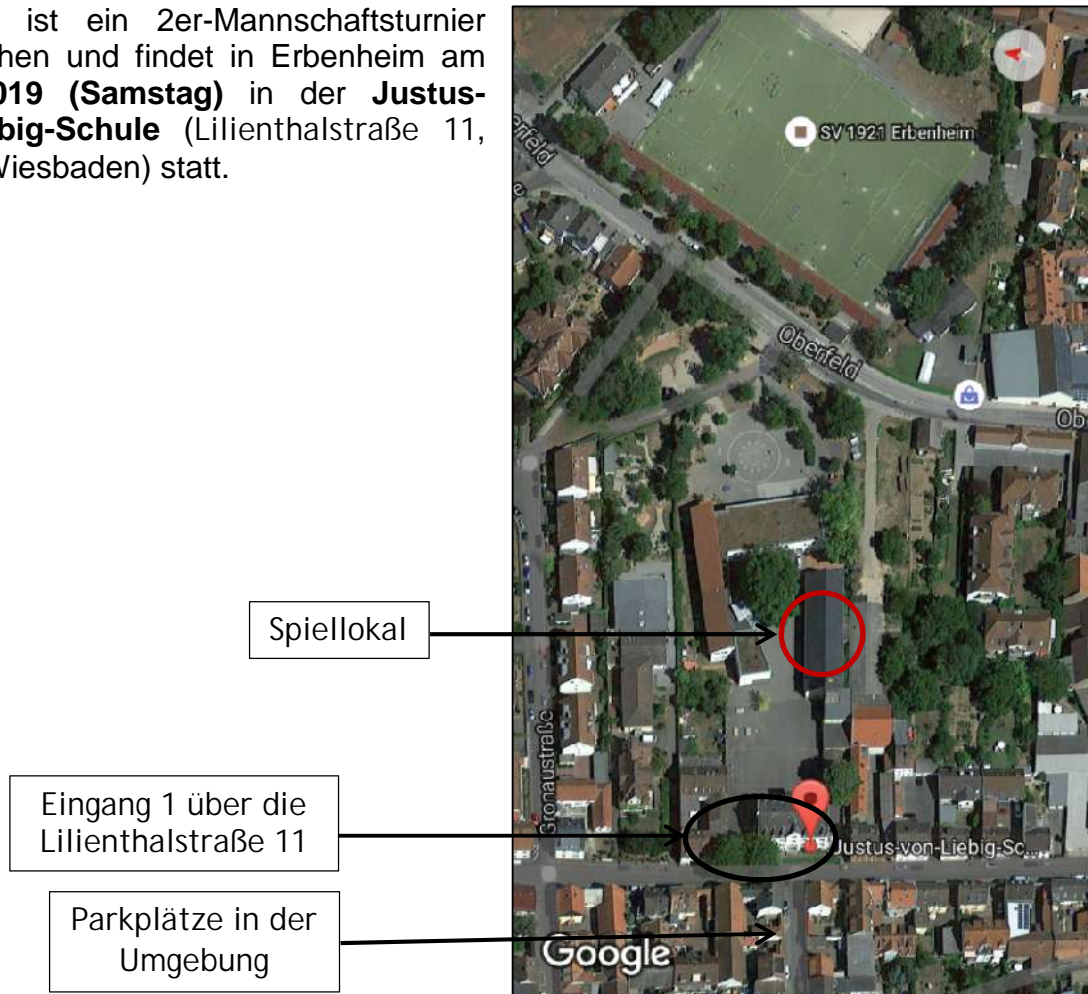 ist ein 2er-Mannschaftsturnier
hen und findet in Erbenheim am
019 (Samstag) in der Justus-
big-Schule (Lilienthalstraße 11,
Wiesbaden) statt.
SV 1921 Erbenheim
erfeld
e
Oberfeld
Ob
Spiellokal
Gronaustraße
Eingang 1 über die
Lilienthalstraße 11
Justus-von-Liebig-Sc...
Parkplätze in der
Umgebung
Google